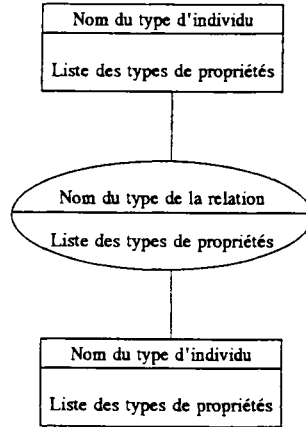 Nom du type d'individu
Liste des types de propriétés
Nom du type de la relation
Liste des types de propriétés
Nom du type d'individu
Liste des types de propriétés